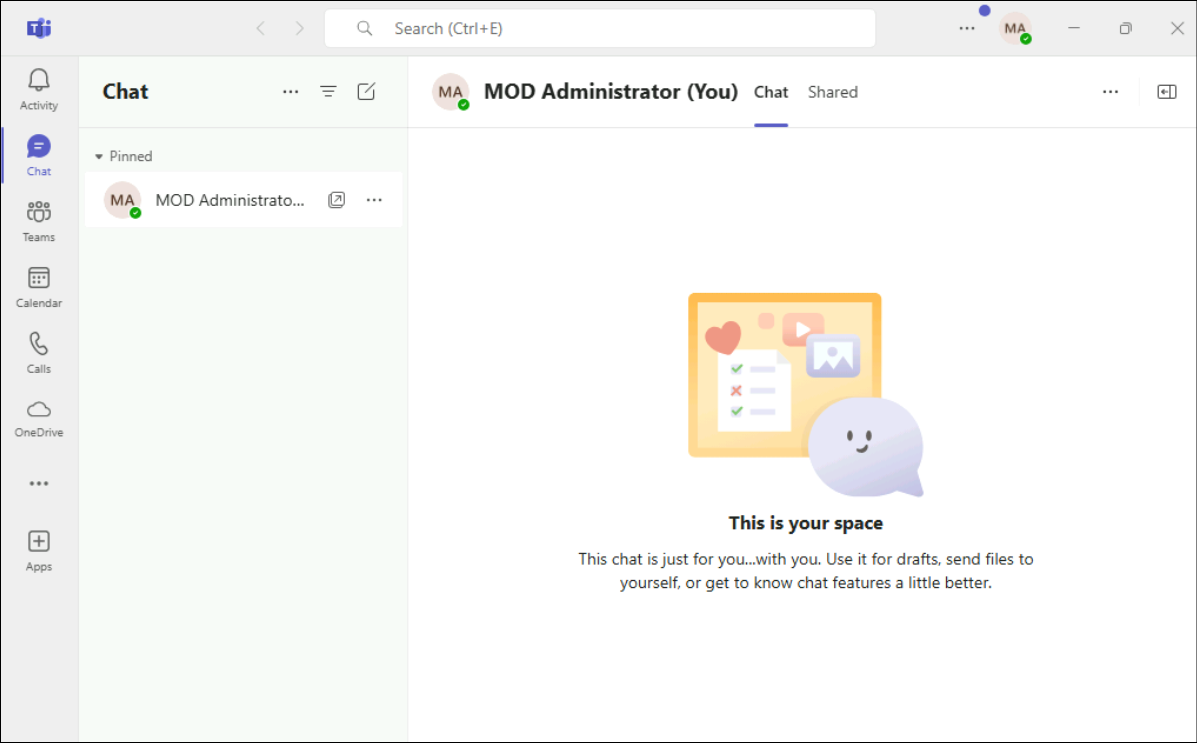 Search (Ctrl+E)
MA
Activity
Chat
Teams
Calendar
Calls
OneDrive
Apps
Chat
Pinned
MA MOD Administrato...
MA MOD Administrator (You) Chat Shared
This is your space
This chat is just for you...with you. Use it for drafts, send files to
yourself, or get to know chat features a little better.